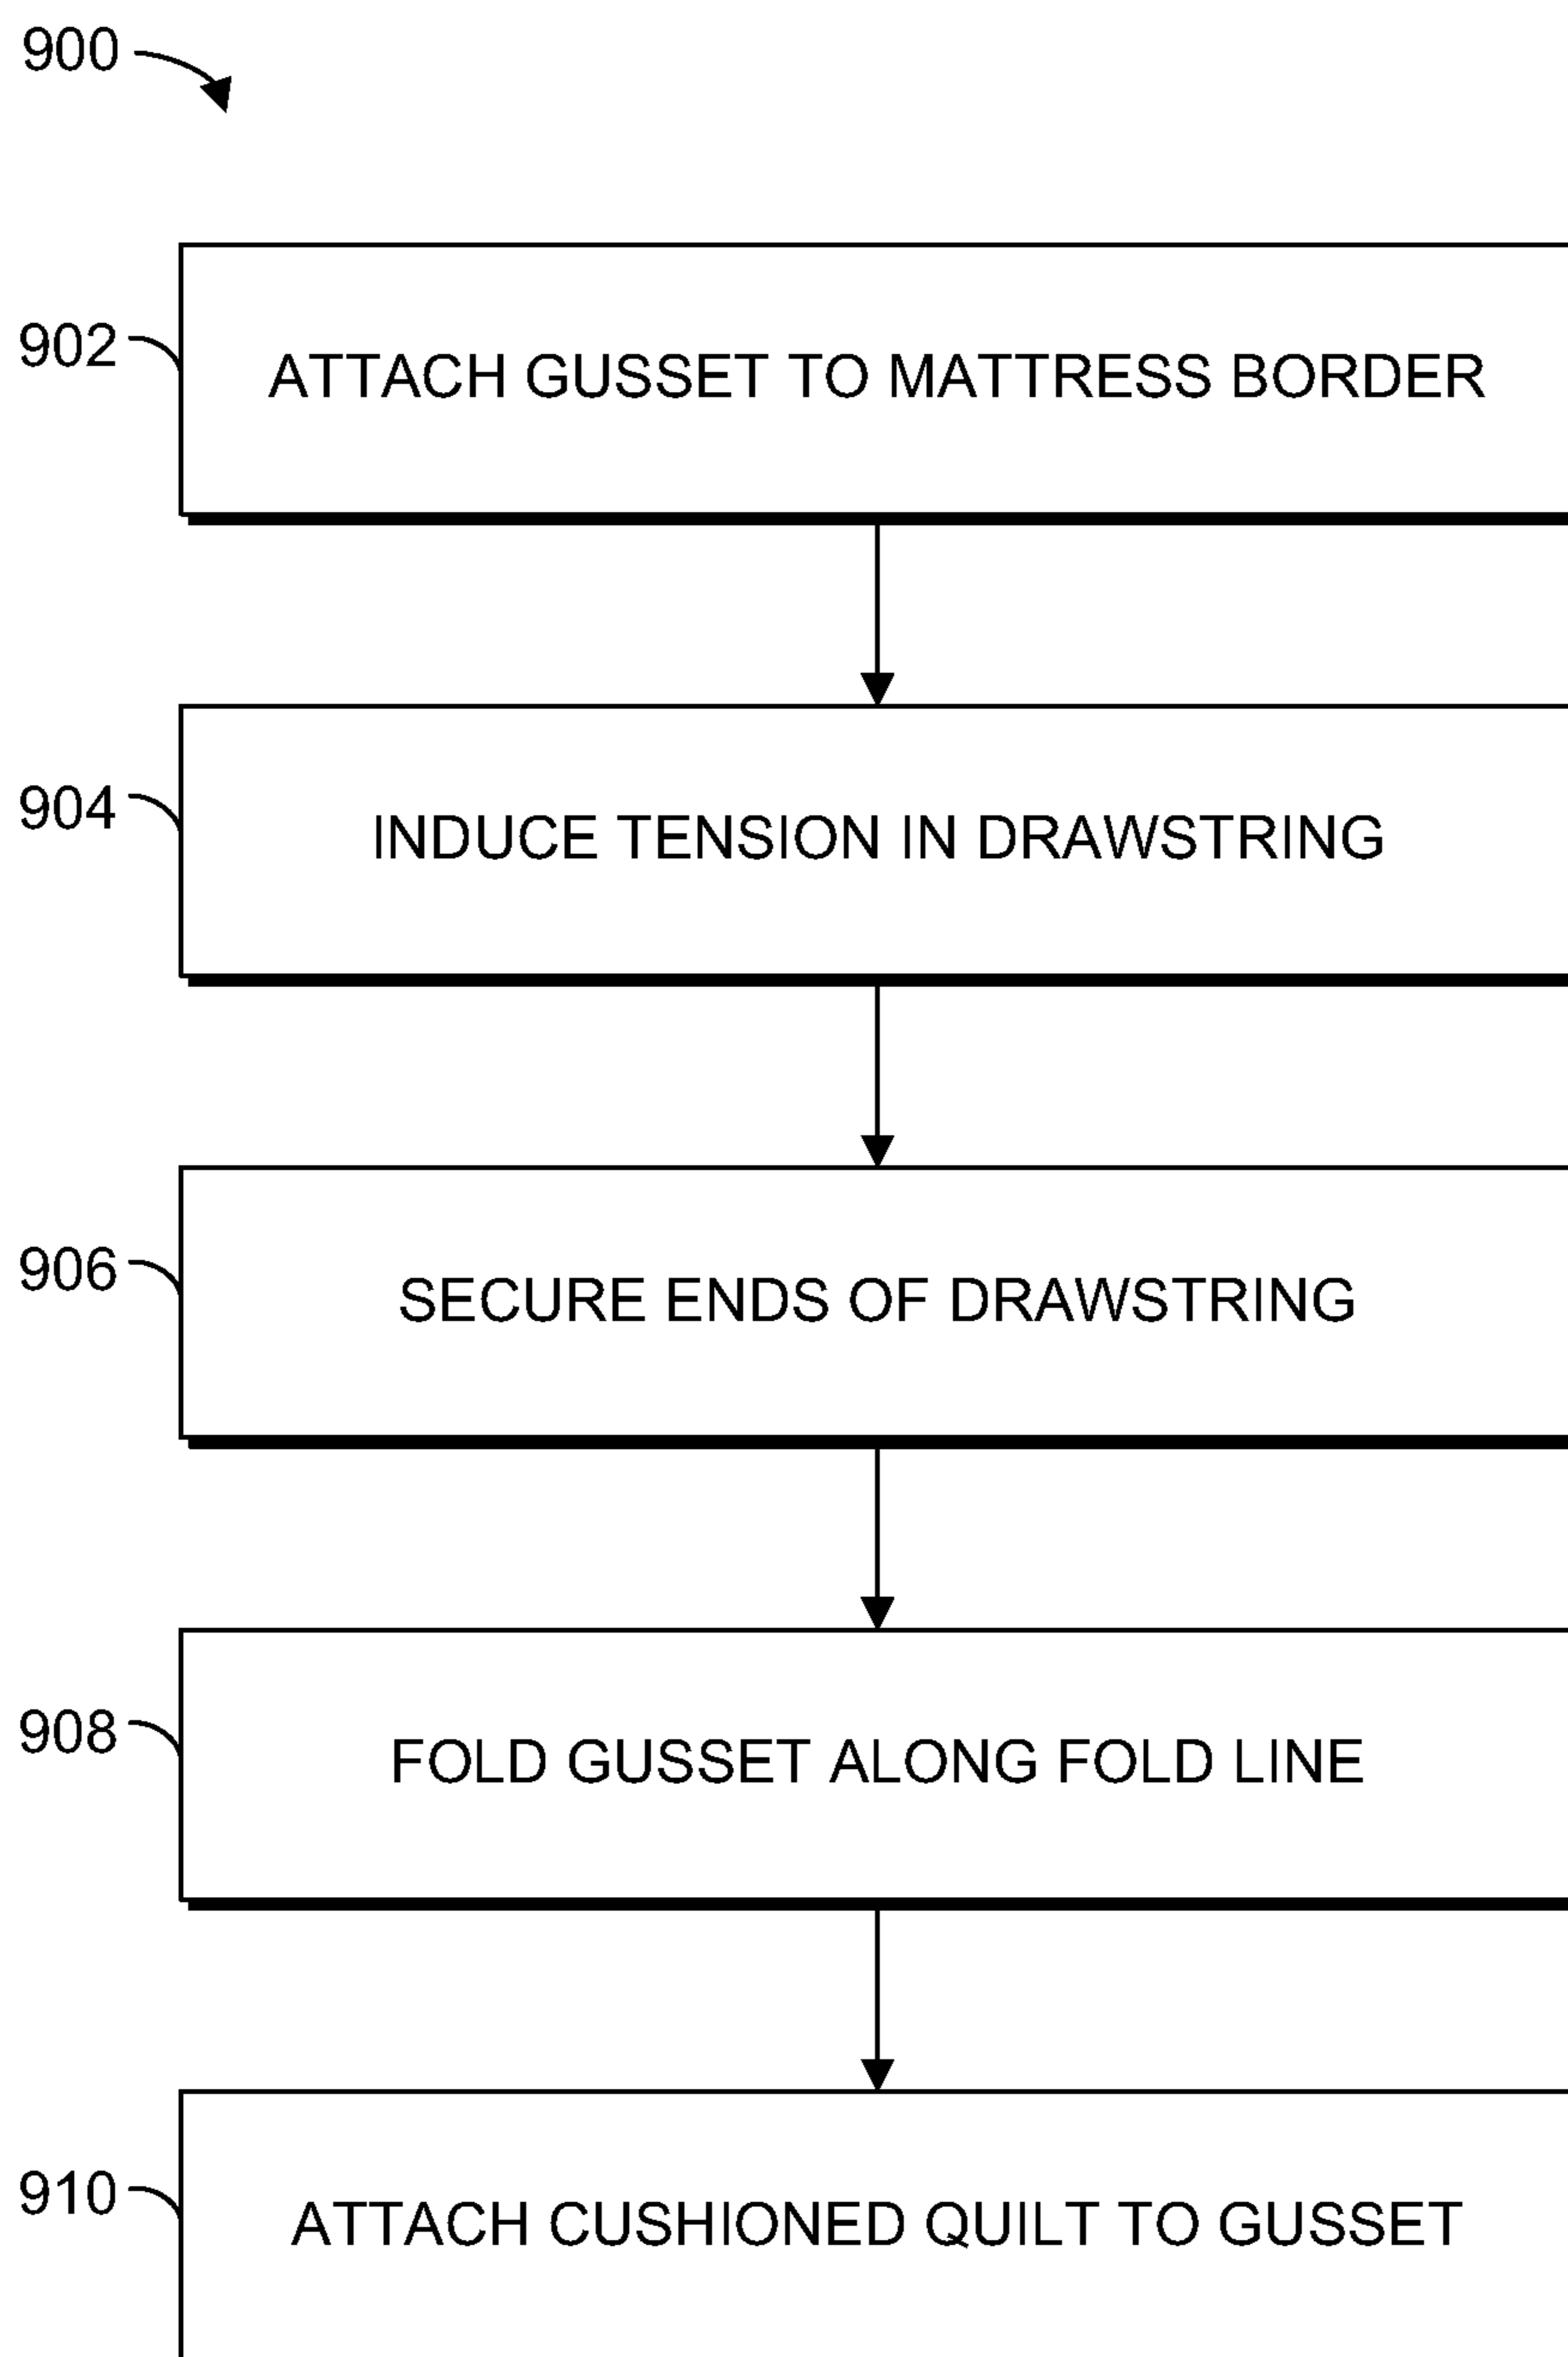 900
902
ATTACH GUSSET TO MATTRESS BORDER
904
INDUCE TENSION IN DRAWSTRING
906
SECURE ENDS OF DRAWSTRING
908
FOLD GUSSET ALONG FOLD LINE
910
ATTACH CUSHIONED QUILT TO GUSSET